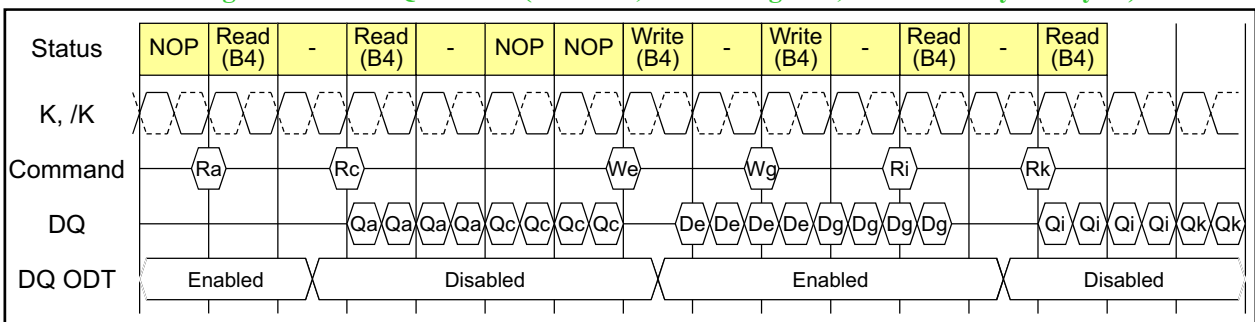 Status NOP Read (B4) - Read (B4) - NOP NOP Write (B4) - Write (B4) - Read (B4) - Read (B4)
K, /K
Command Ra Rc We Wg Ri Rk
DQ Qa Qa Qa Qa Qc Qc Qc Qc De De De De Dg Dg Dg Dg Qi Qi Qi Qi Qk Qk
DQ ODT Enabled Disabled Enabled Disabled